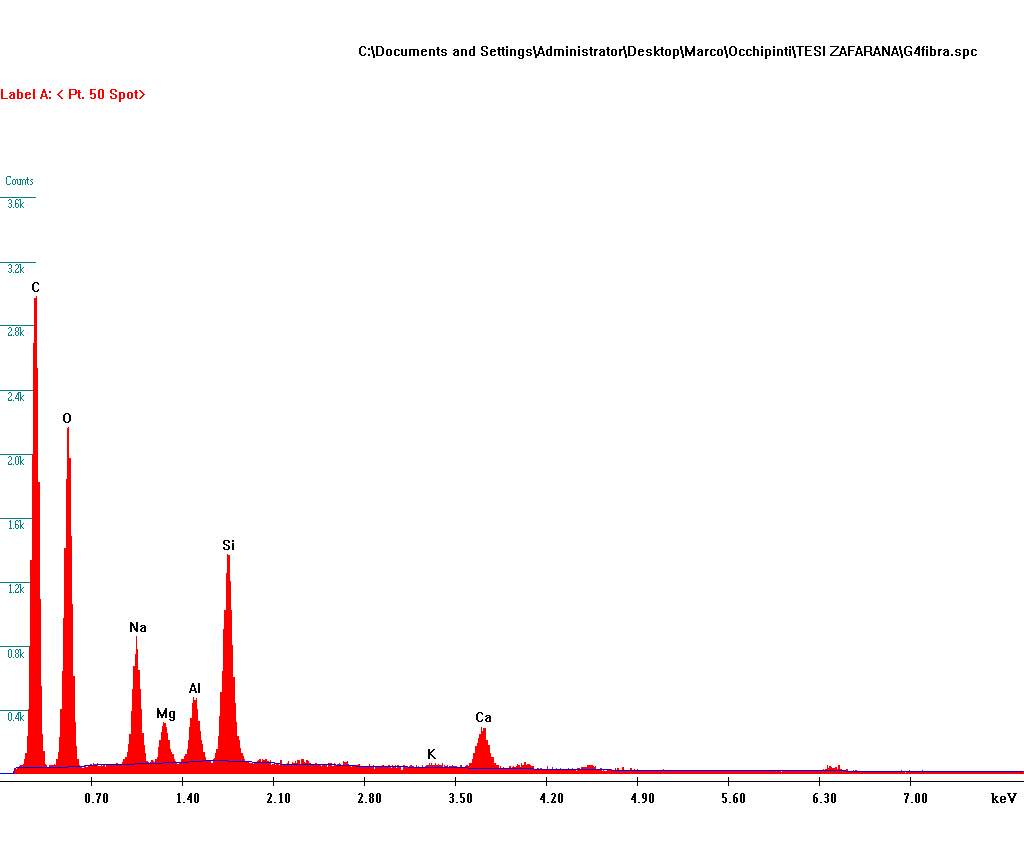 C:\Documents and Settings\Administrator\Desktop\Marco\Occhipinti\TESI ZAFARANA\G4fibra.spc
Label A: < Pt. 50 Spot>
Counts
3.6k
3.2k
C
2.8k
2.4k
O
2.0k
1.6k
Si
1.2k
Na
0.8k
Al
Mg
0.4k
Ca
K
0.70 1.40 2.10 2.80 3.50 4.20 4.90 5.60 6.30 7.00 keV